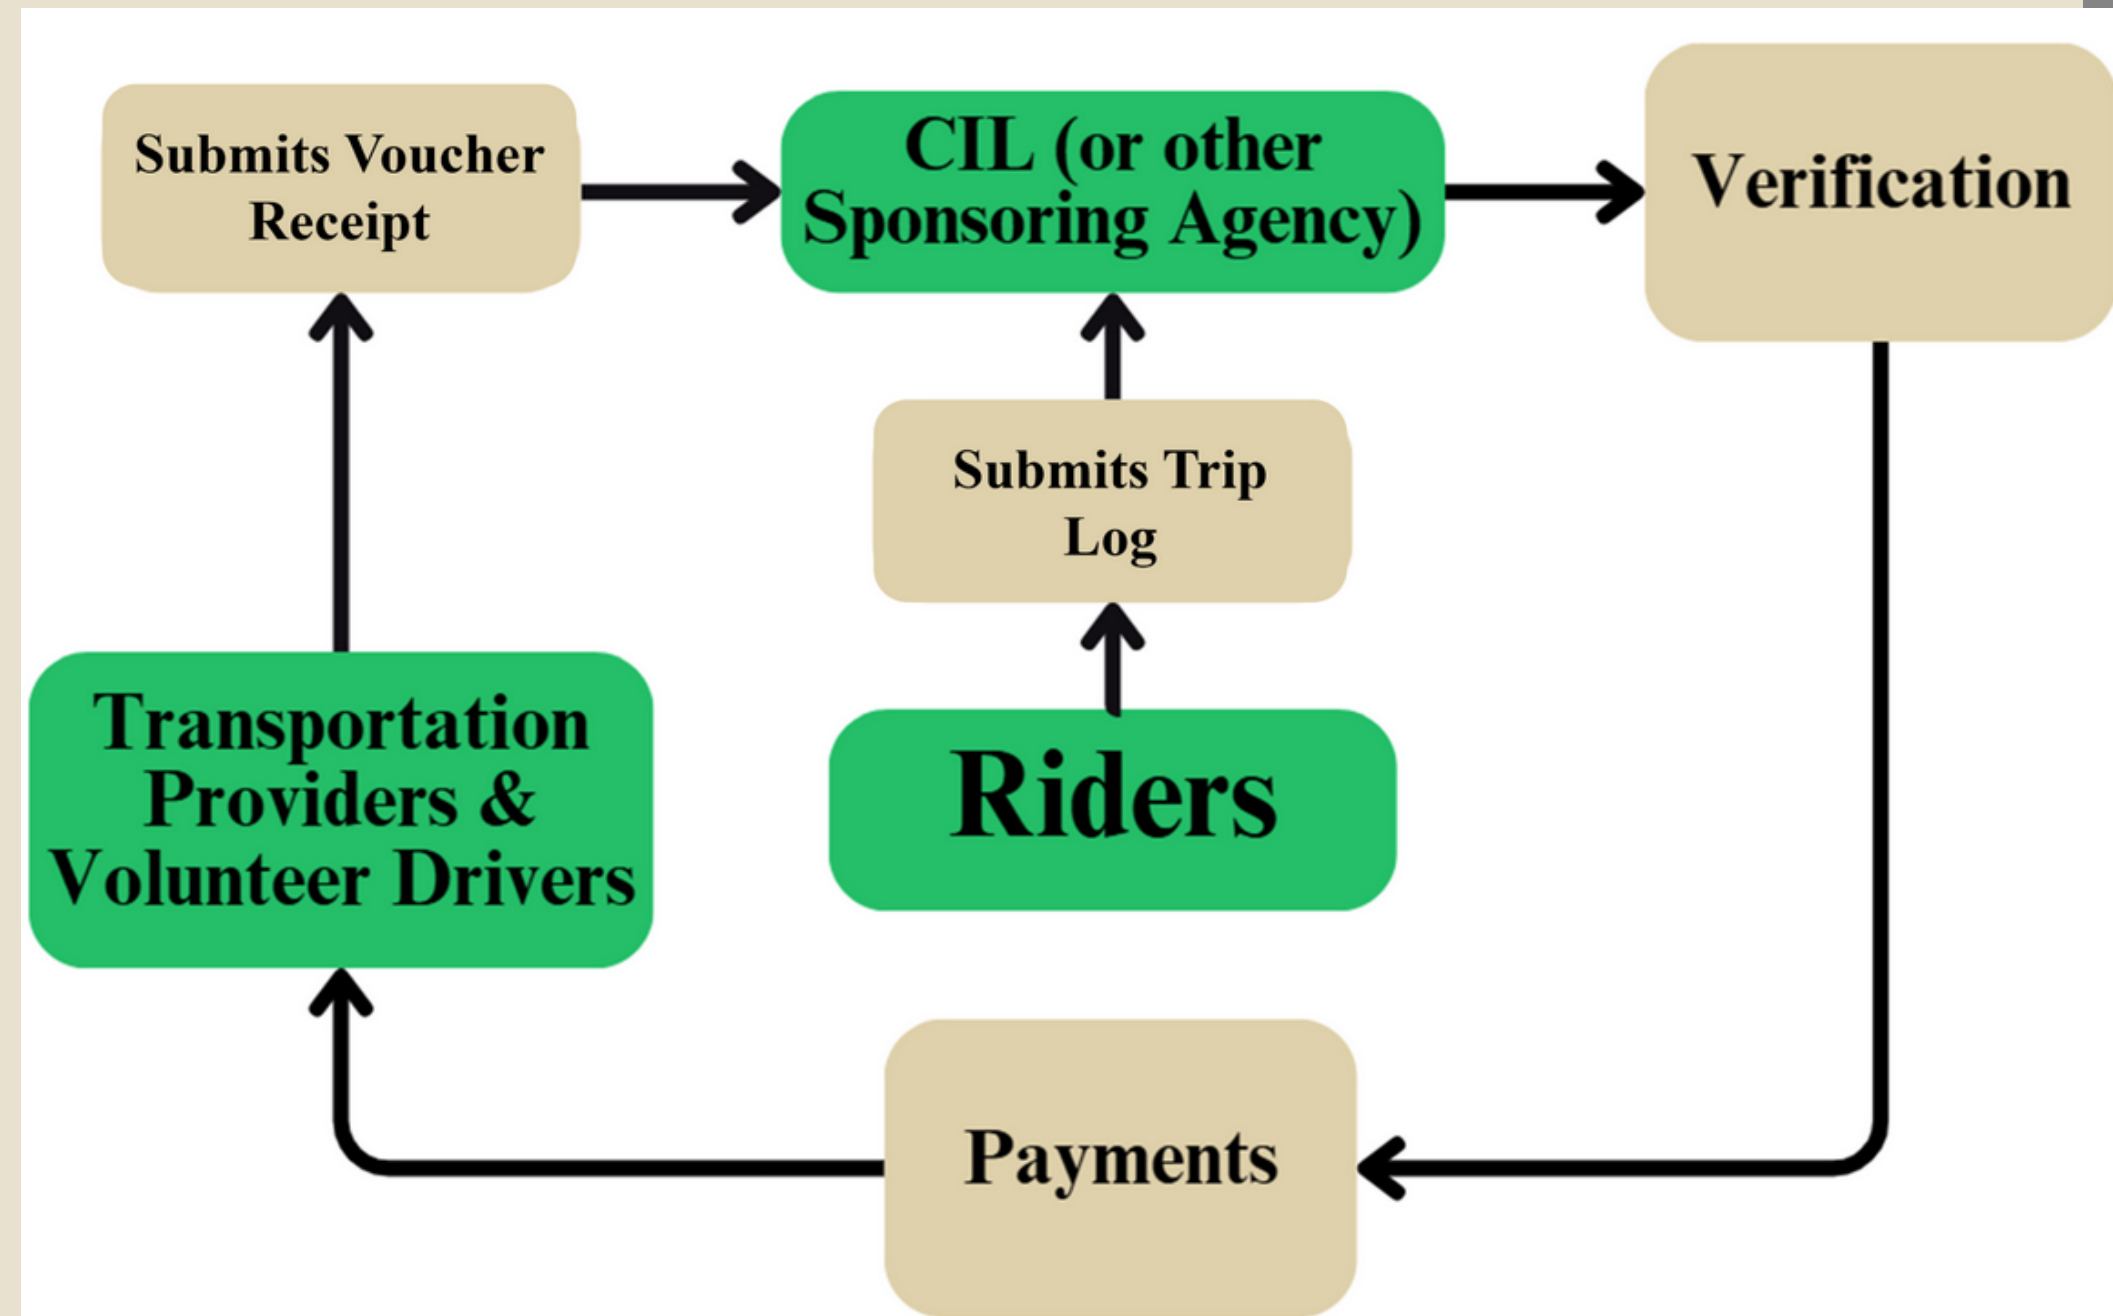 Submits Voucher
Receipt
CIL (or other
Sponsoring Agency)
Verification
Submits Trip
Log
Transportation
Providers &
Volunteer Drivers
Riders
Payments